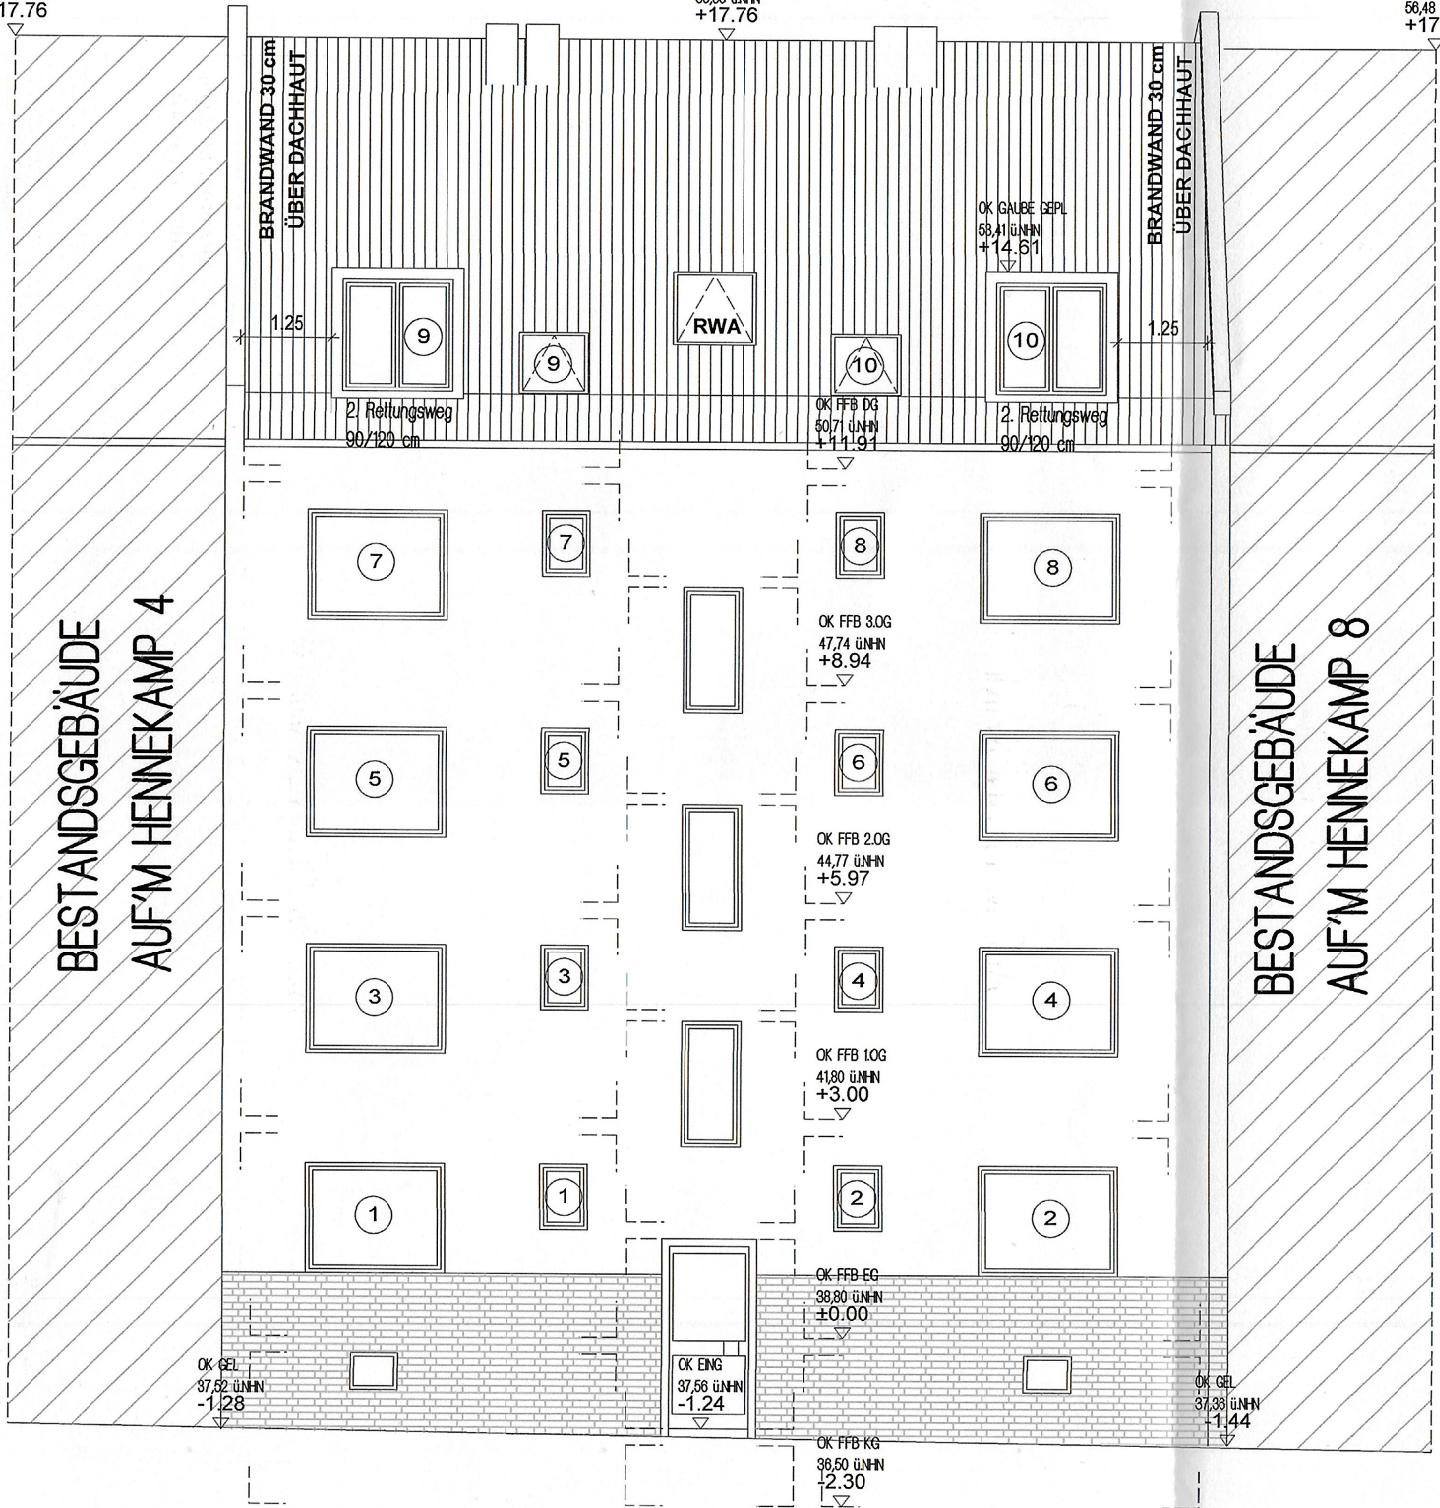 17.76
+17.76
56,48
+17
BRANDWAND 30 cm
ÜBER DACHHAUT
BRANDWAND 30 cm
ÜBER DACHHAUT
OK GAUBE GEPL
53,41 ü.NHN
+14.61
1.25
9
9
RWA
10
10
1.25
2. Rettungsweg
90/120 cm
OK FFB DG
50,71 ü.NHN
+11.91
2. Rettungsweg
90/120 cm
7
7
8
8
OK FFB 3.OG
47,74 ü.NHN
+8.94
BESTANDSGEBÄUDE
AUF'M HENNEKAMP 4
BESTANDSGEBÄUDE
AUF'M HENNEKAMP 8
5
5
6
6
OK FFB 2.OG
44,77 ü.NHN
+5.97
3
3
4
4
OK FFB 1.OG
41,80 ü.NHN
+3.00
1
1
2
2
OK FFB EG
38,80 ü.NHN
±0.00
OK GEL
37,52 ü.NHN
-1.28
OK EING
37,56 ü.NHN
-1.24
OK GEL
ü.NHN
-1.44
OK FFB KG
36,50 ü.NHN
-2.30